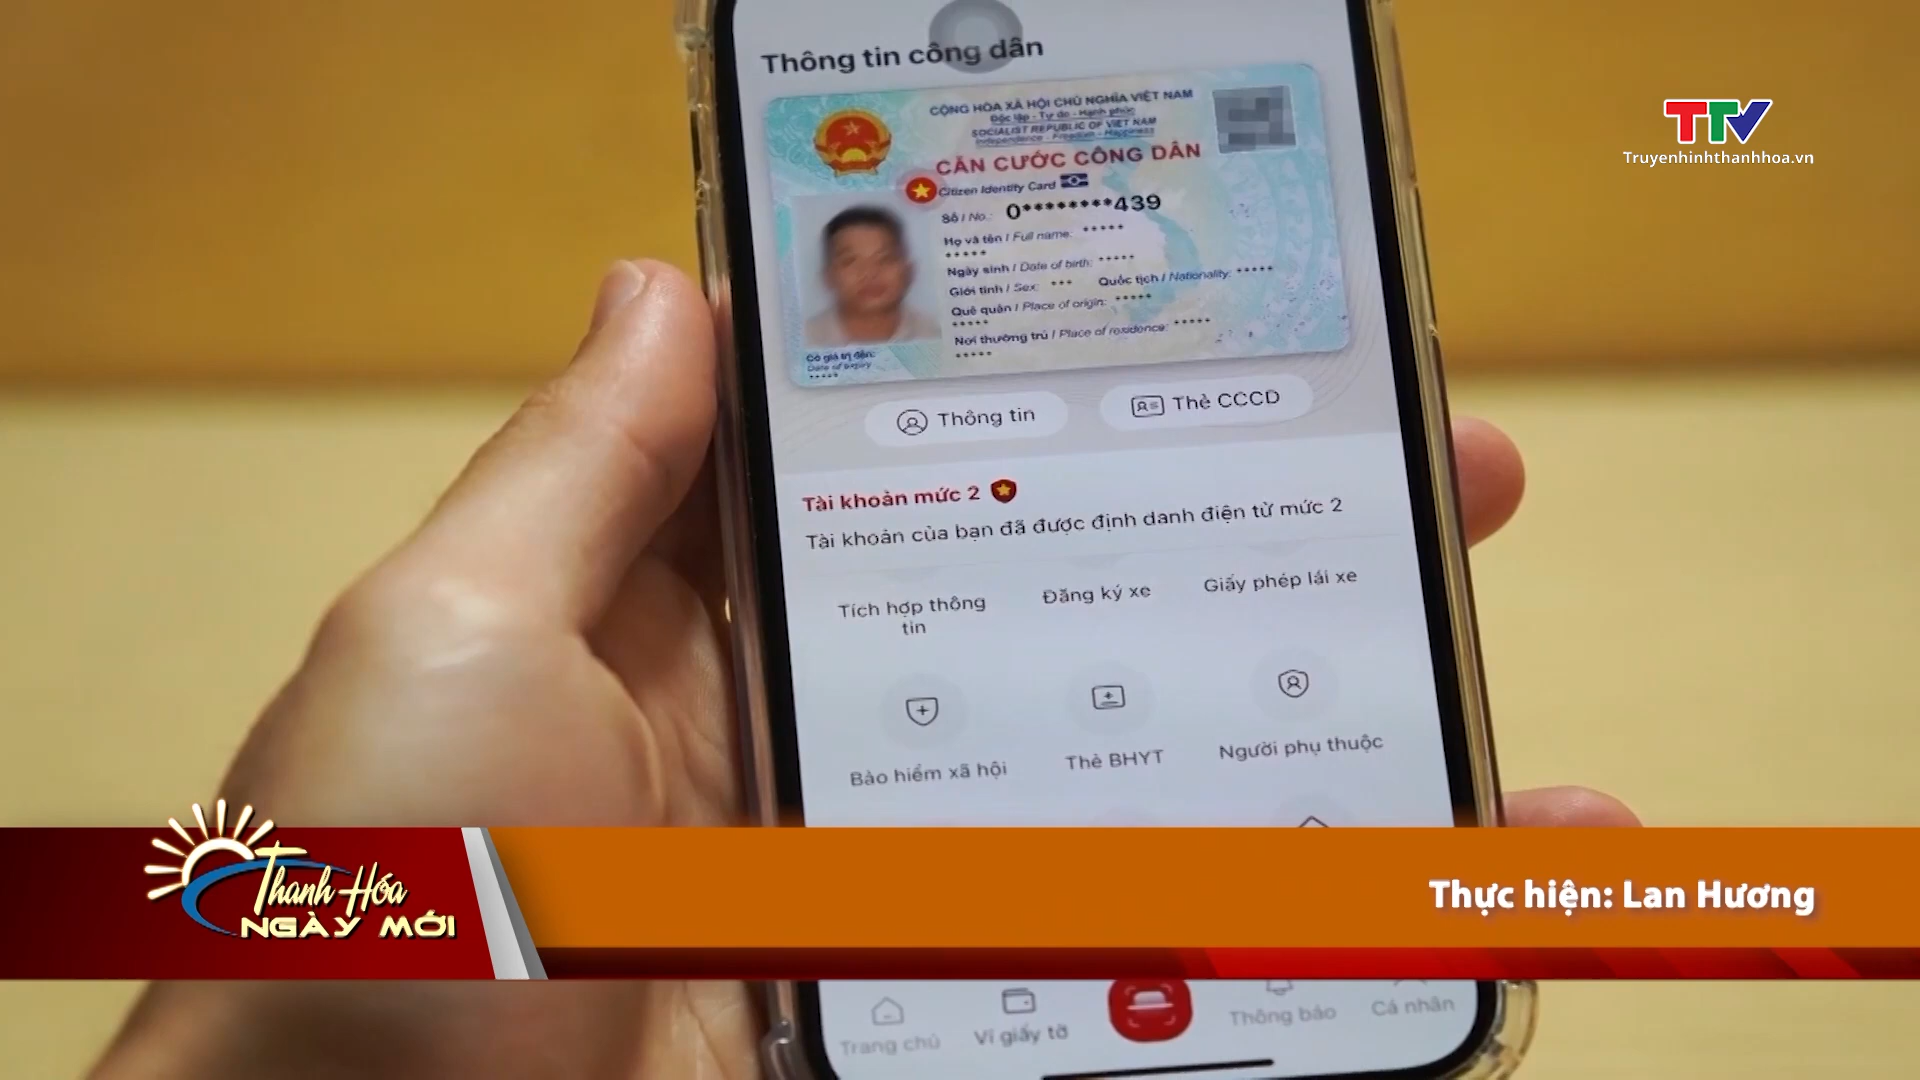 Thông tin công dân
CỘNG HÒA XÃ HỘI CHỦ NGHĨA VIỆT NAM
Độc lập - Tự do - Hạnh phúc
SOCIALIST REPUBLIC OF VIET NAM
Independence - Freedom - Happiness
CĂN CƯỚC CÔNG DÂN
Citizen Identity Card
Số / No.: 0********439
Họ và tên / Full name: *****
*****
Ngày sinh / Date of birth: *****
Giới tính / Sex: *** Quốc tịch / Nationality: *****
Quê quán / Place of origin: *****
*****
Nơi thường trú / Place of residence: *****
*****
Có giá trị đến:
Date of expiry
*****
Thông tin
Thẻ CCCD
Tài khoản mức 2
Tài khoản của bạn đã được định danh điện tử mức 2
Tích hợp thông
tin
Đăng ký xe
Giấy phép lái xe
Bảo hiểm xã hội
Thẻ BHYT
Người phụ thuộc
Trang chủ
Ví giấy tờ
Thông báo
Cá nhân
TTV
Truyenhinhthanhhoa.vn
Thanh Hóa
NGÀY MỚI
Thực hiện: Lan Hương